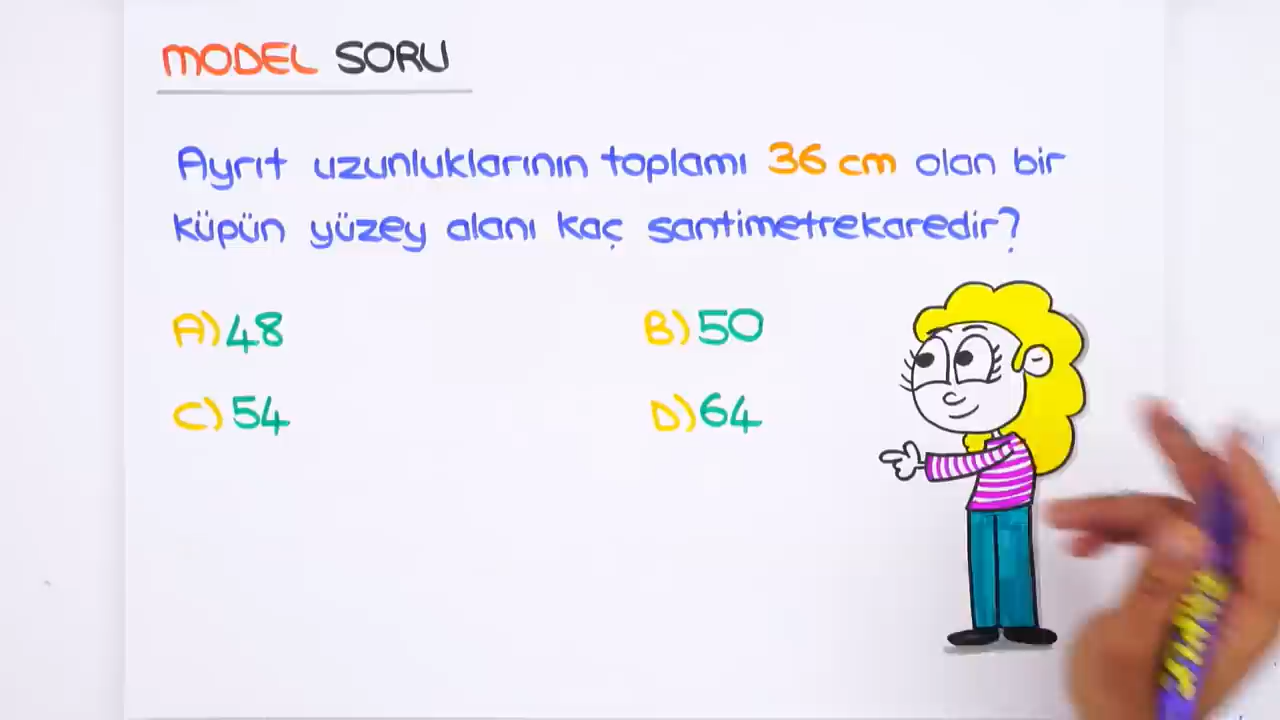 MODEL SORU
Ayrıt uzunluklarının toplamı 36 cm olan bir
küpün yüzey alanı kaç santimetrekaredir?
A) 48
B) 50
C) 54
D) 64